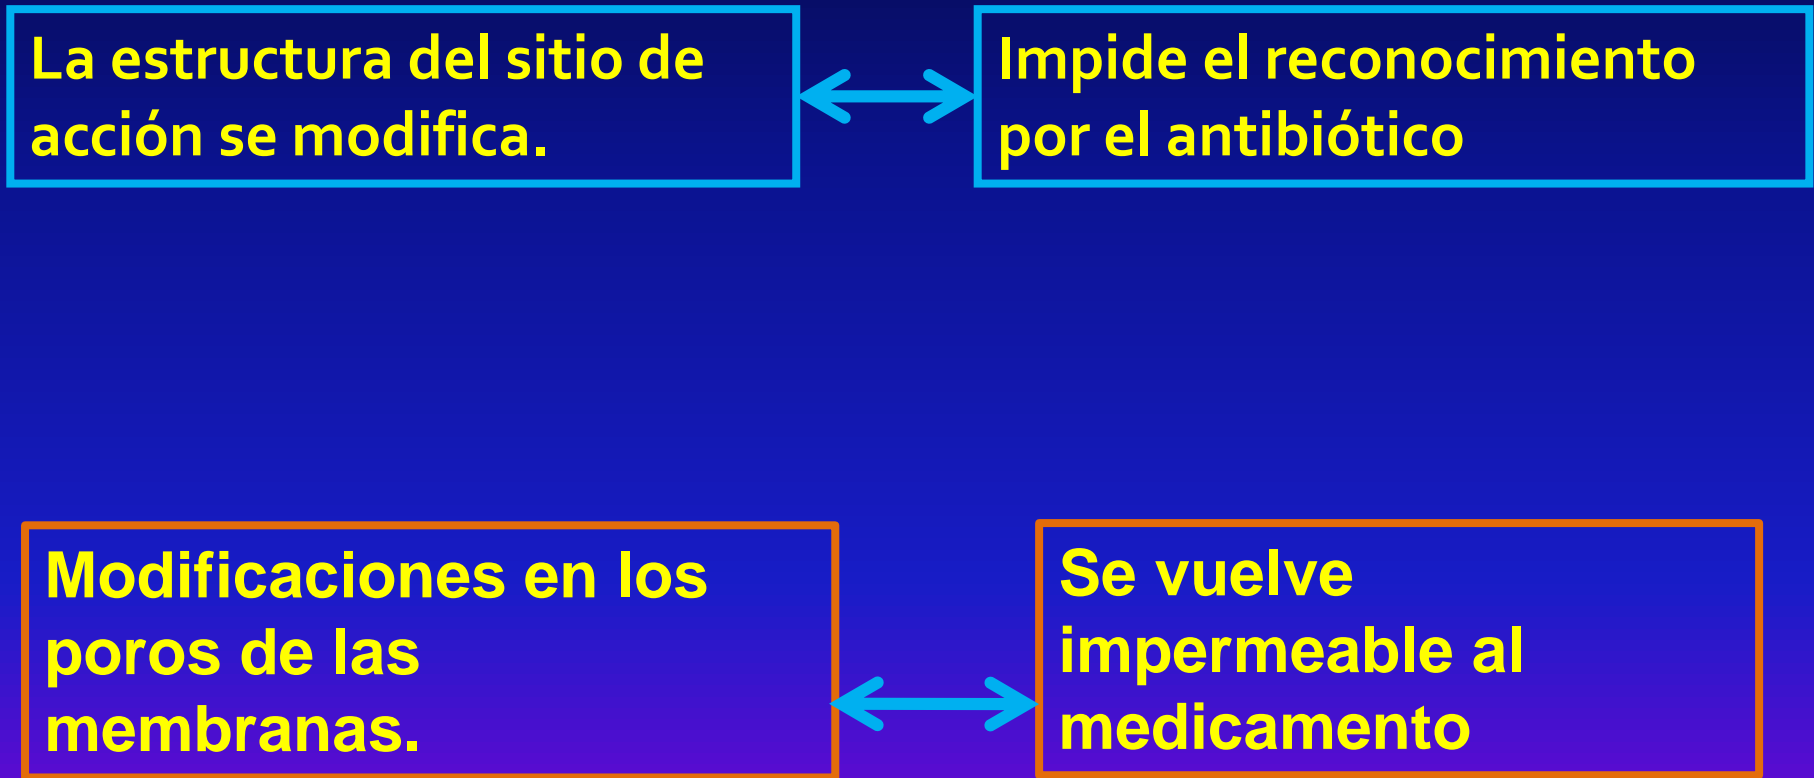 La estructura del sitio de
acción se modifica.
Impide el reconocimiento
por el antibiótico
Modificaciones en los
poros de las
membranas.
Se vuelve
impermeable al
medicamento